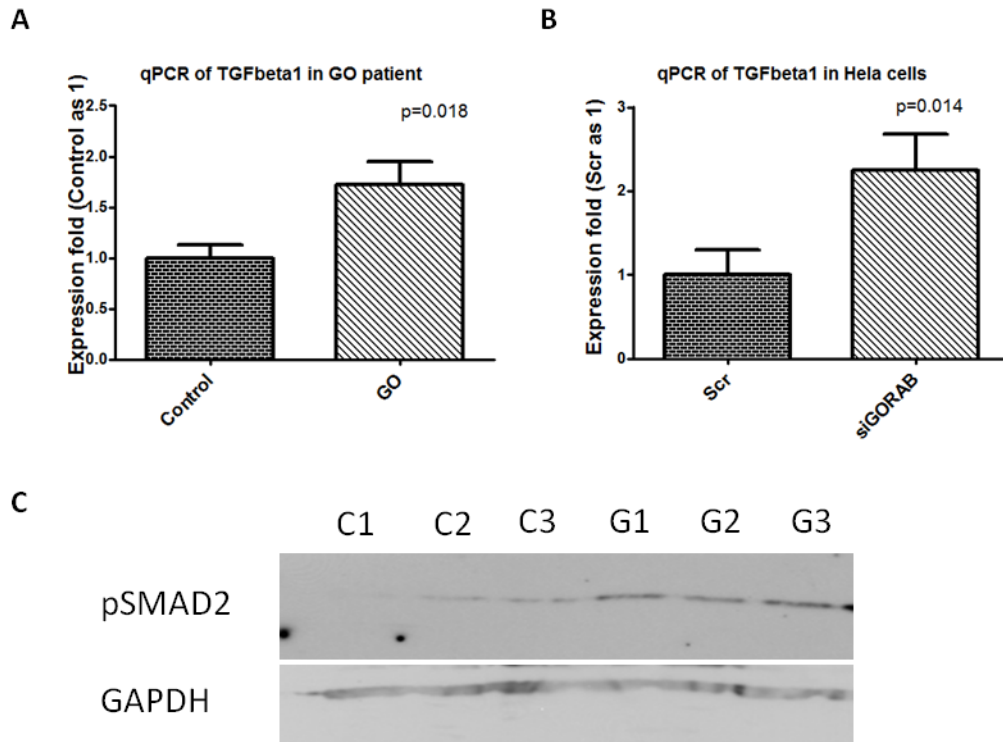 A
qPCR of TGFbeta1 in GO patient
p=0.018
Expression fold (Control as 1)
2.5
2.0
1.5
1.0
0.5
0.0
Control
GO
B
qPCR of TGFbeta1 in Hela cells
p=0.014
Expression fold (Scr as 1)
3
2
1
0
Scr
siGORAB
C
C1 C2 C3 G1 G2 G3
pSMAD2
GAPDH